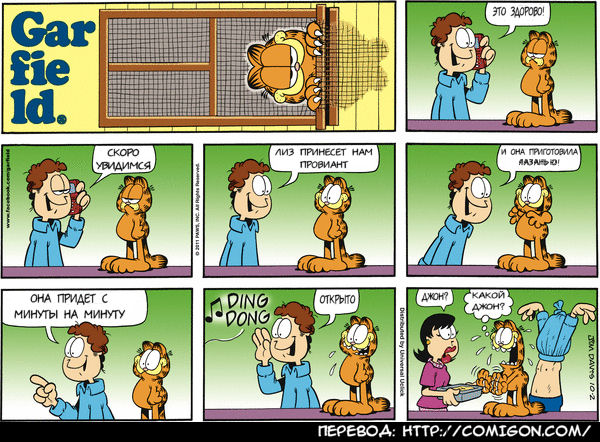 Gar
fie
ld.
ЭТО ЗДОРОВО!
www.facebook.com/garfield
СКОРО
УВИДИМСЯ
© 2011 PAWS, INC. All Rights Reserved.
ЛИЗ ПРИНЕСЕТ НАМ
ПРОВИАНТ
И ОНА ПРИГОТОВИЛА
ЛАЗАНЬЮ!
ОНА ПРИДЕТ С
МИНУТЫ НА МИНУТУ
DING
DONG
ОТКРЫТО
Distributed by Universal Uclick
ДЖОН?
КАКОЙ
ДЖОН?
JIM DAVIS 10·2
ПЕРЕВОД: HTTP://COMIGON.COM/